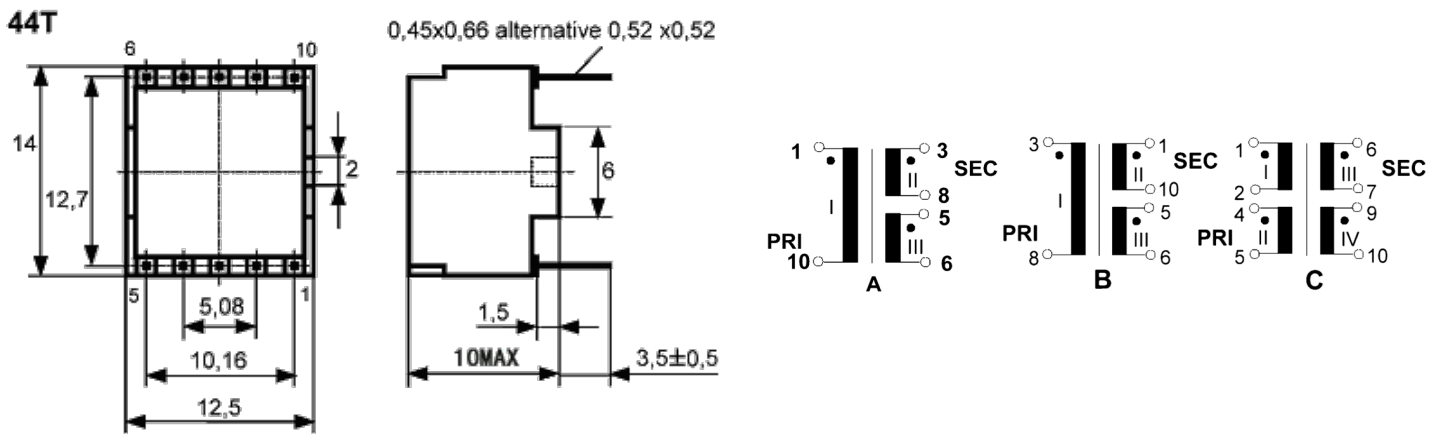 44T
6
10
14
12,7
2
5
1
5,08
10,16
12,5
0,45x0,66 alternative 0,52 x0,52
6
1,5
10MAX
3,5±0,5
1
3
SEC
II
8
I
5
PRI
III
10
6
A
3
1
SEC
II
10
I
5
PRI
III
8
6
B
1
6
I
III
SEC
2
7
4
9
PRI
II
IV
5
10
C